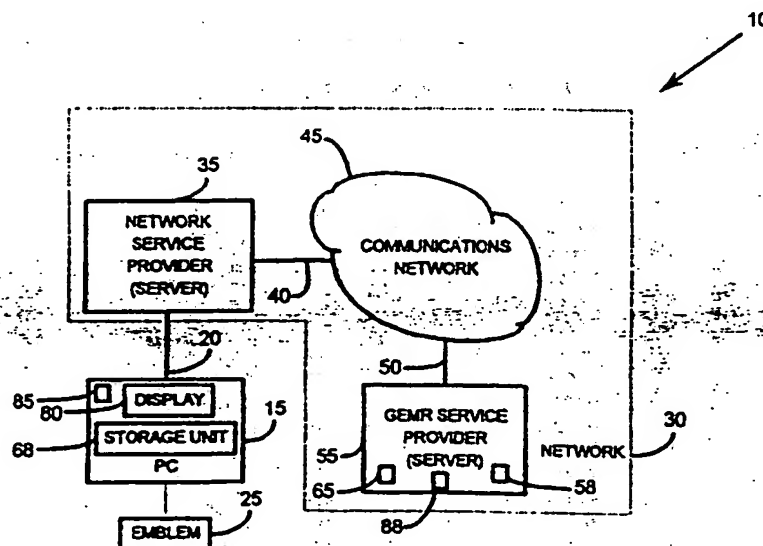 10
45
35
NETWORK
SERVICE
PROVIDER
(SERVER)
COMMUNICATIONS
NETWORK
40
20
50
85
80
DISPLAY
68
STORAGE UNIT
15
PC
55
GEMR SERVICE
PROVIDER
(SERVER)
NETWORK
30
65
88
58
25
EMBLEM